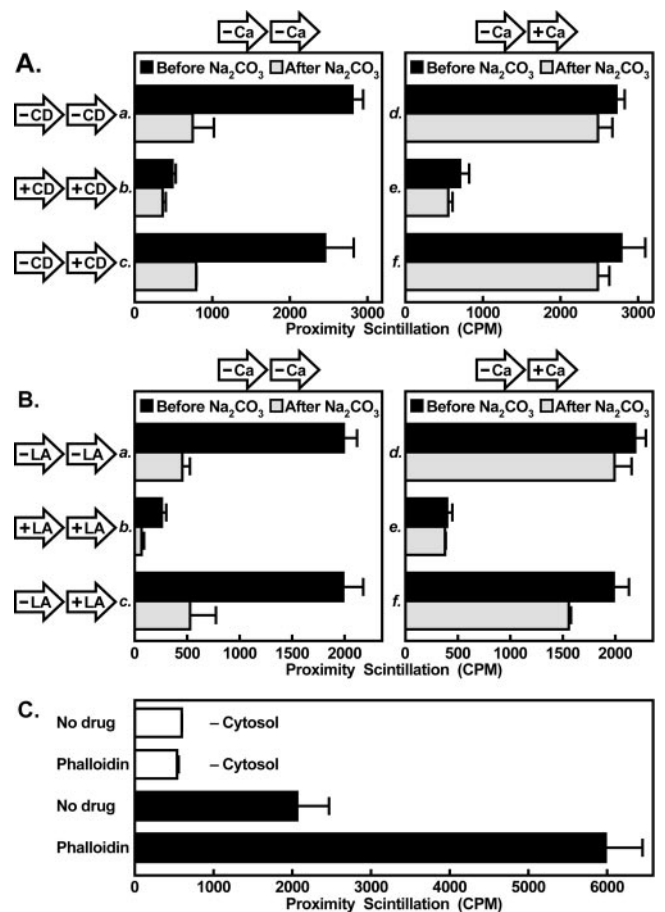 –Ca –Ca –Ca +Ca
A. Before Na₂CO₃ After Na₂CO₃ Before Na₂CO₃ After Na₂CO₃
–CD –CD a. d.
+CD +CD b. e.
–CD +CD c. f.
0 1000 2000 3000 0 1000 2000 3000
Proximity Scintillation (CPM) Proximity Scintillation (CPM)
–Ca –Ca –Ca +Ca
B. Before Na₂CO₃ After Na₂CO₃ Before Na₂CO₃ After Na₂CO₃
–LA –LA a. d.
+LA +LA b. e.
–LA +LA c. f.
0 500 1000 1500 2000 0 500 1000 1500 2000
Proximity Scintillation (CPM) Proximity Scintillation (CPM)
C.
No drug – Cytosol
Phalloidin – Cytosol
No drug
Phalloidin
0 1000 2000 3000 4000 5000 6000
Proximity Scintillation (CPM)